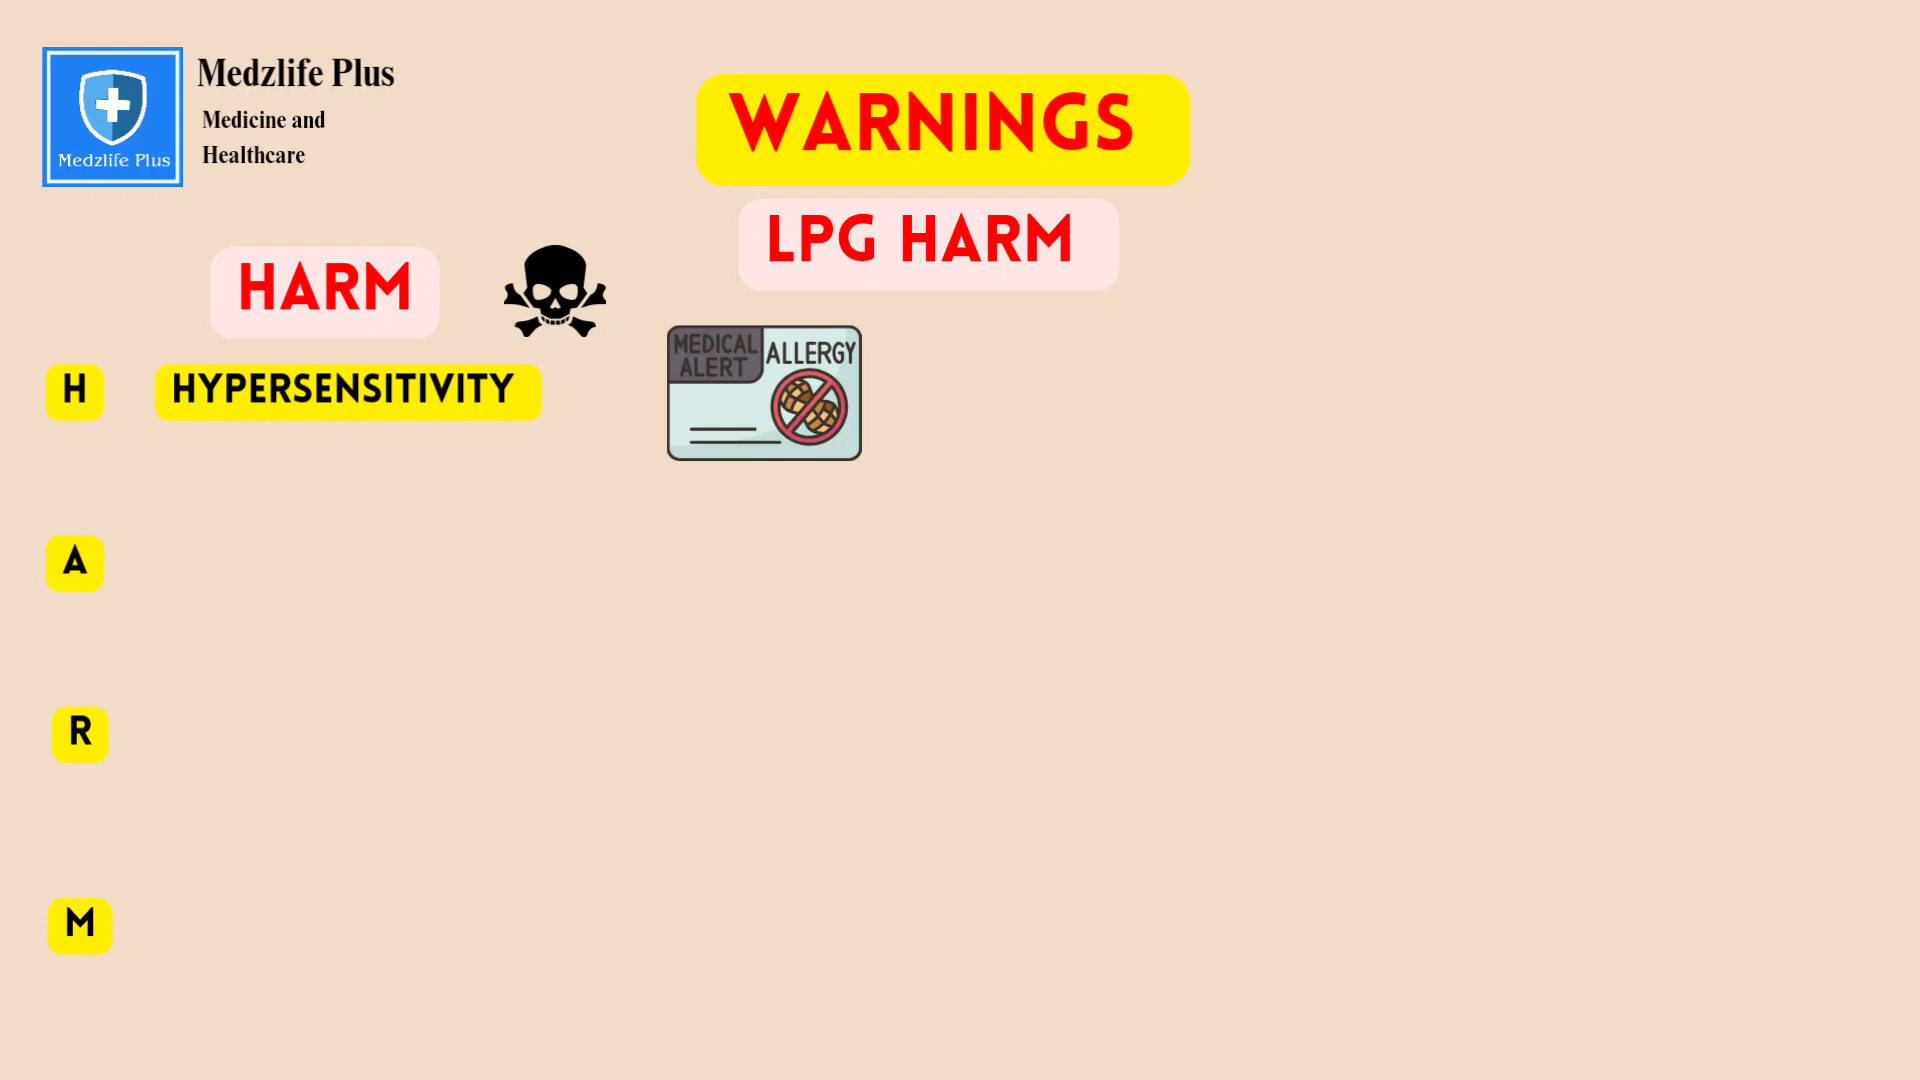 Medzlife Plus
Medicine and
Healthcare
Medzlife Plus
WARNINGS
LPG HARM
HARM
MEDICAL
ALERT
ALLERGY
H
HYPERSENSITIVITY
A
R
M